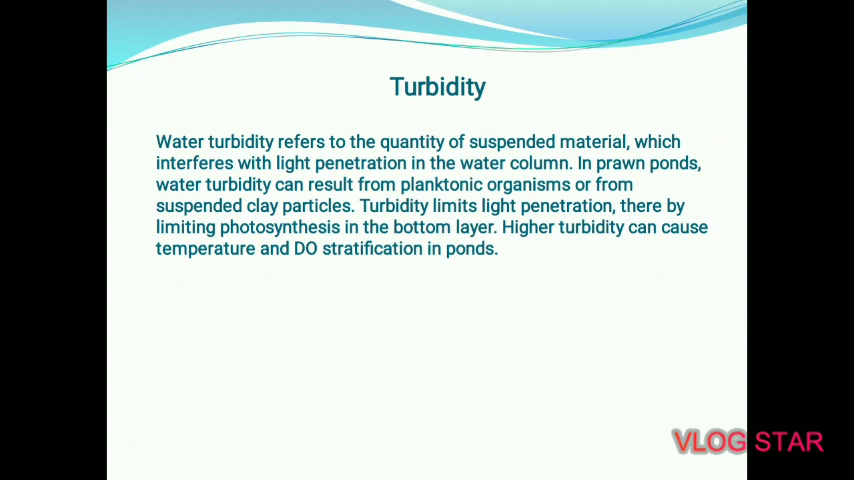 Turbidity
Water turbidity refers to the quantity of suspended material, which
interferes with light penetration in the water column. In prawn ponds,
water turbidity can result from planktonic organisms or from
suspended clay particles. Turbidity limits light penetration, there by
limiting photosynthesis in the bottom layer. Higher turbidity can cause
temperature and DO stratification in ponds.
VLOG STAR